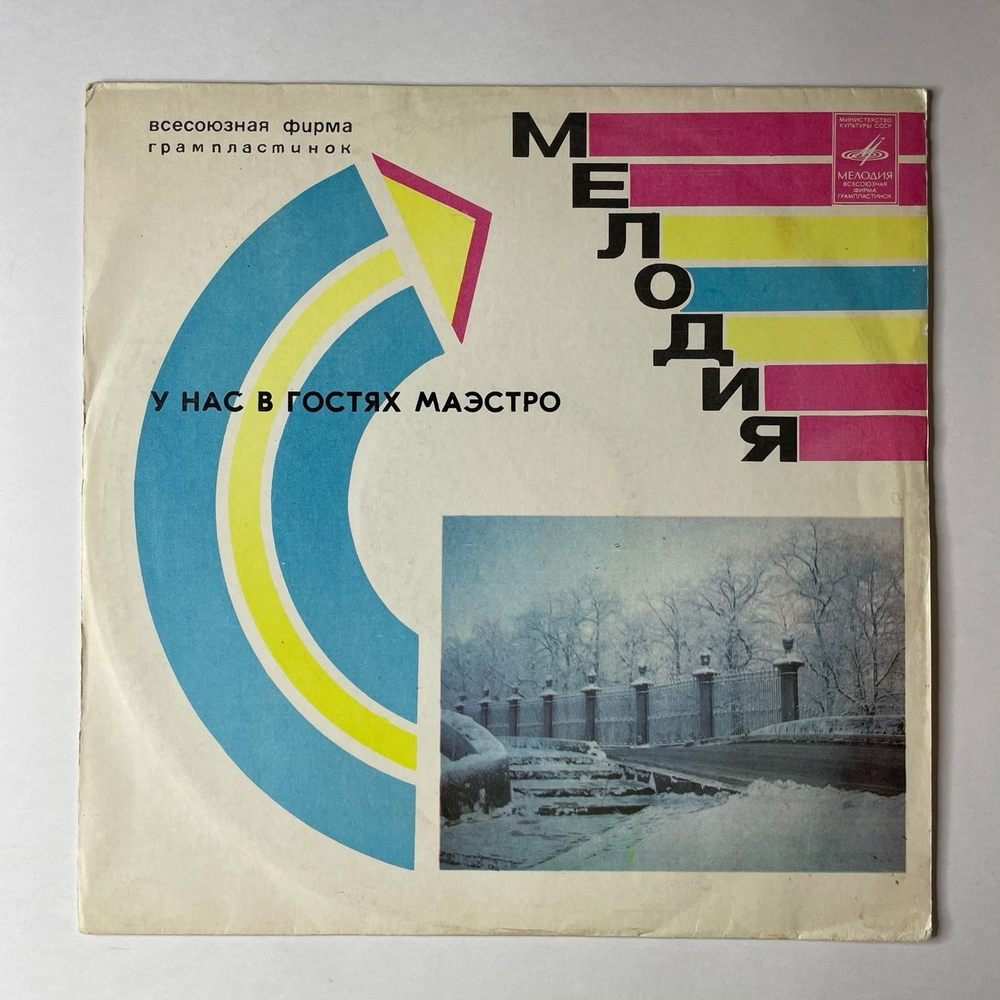 всесоюзная фирма
грампластинок
МЕЛОДИЯ
МИНИСТЕРСТВО
КУЛЬТУРЫ СССР
МЕЛОДИЯ
ВСЕСОЮЗНАЯ
ФИРМА
ГРАМПЛАСТИНОК
У НАС В ГОСТЯХ МАЭСТРО